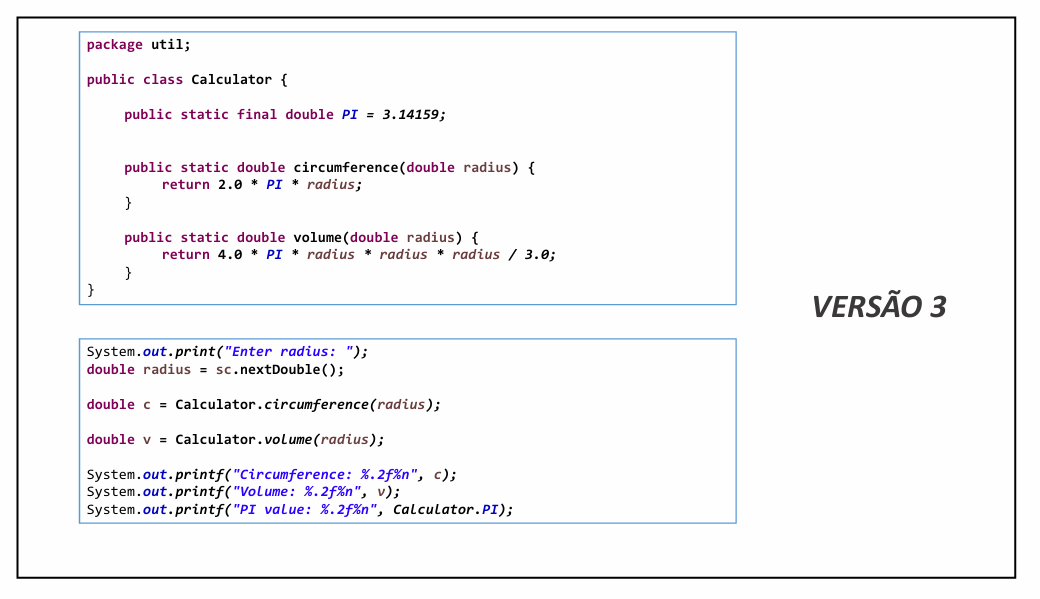 package util;
public class Calculator {
public static final double PI = 3.14159;
public static double circumference(double radius) {
return 2.0 * PI * radius;
}
public static double volume(double radius) {
return 4.0 * PI * radius * radius * radius / 3.0;
}
}
VERSÃO 3
System.out.print("Enter radius: ");
double radius = sc.nextDouble();
double c = Calculator.circumference(radius);
double v = Calculator.volume(radius);
System.out.printf("Circumference: %.2f%n", c);
System.out.printf("Volume: %.2f%n", v);
System.out.printf("PI value: %.2f%n", Calculator.PI);